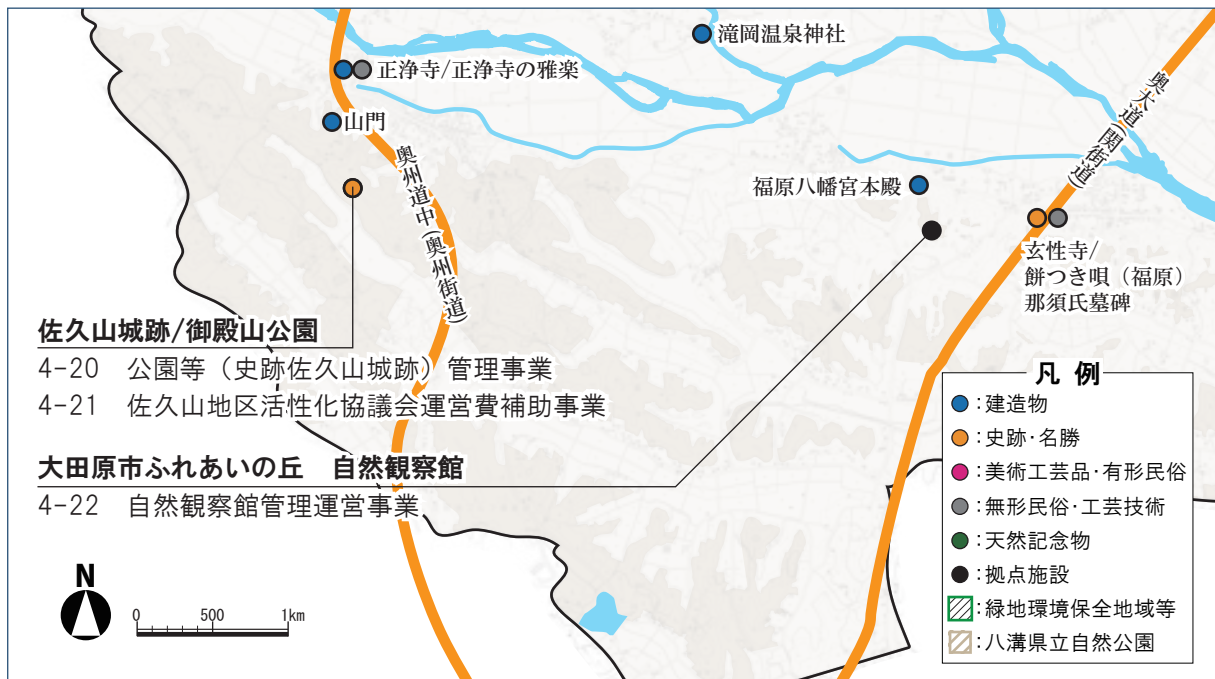 滝岡温泉神社
正浄寺/正浄寺の雅楽
山門
奥大道(関街道)
奥州道中(奥州街道)
福原八幡宮本殿
玄性寺/
餅つき唄（福原）
那須氏墓碑
佐久山城跡/御殿山公園
4-20　公園等（史跡佐久山城跡）管理事業
4-21　佐久山地区活性化協議会運営費補助事業
大田原市ふれあいの丘　自然観察館
4-22　自然観察館管理運営事業
凡 例
:建造物
:史跡・名勝
:美術工芸品・有形民俗
:無形民俗・工芸技術
:天然記念物
:拠点施設
:緑地環境保全地域等
:八溝県立自然公園
N
0 500 1km